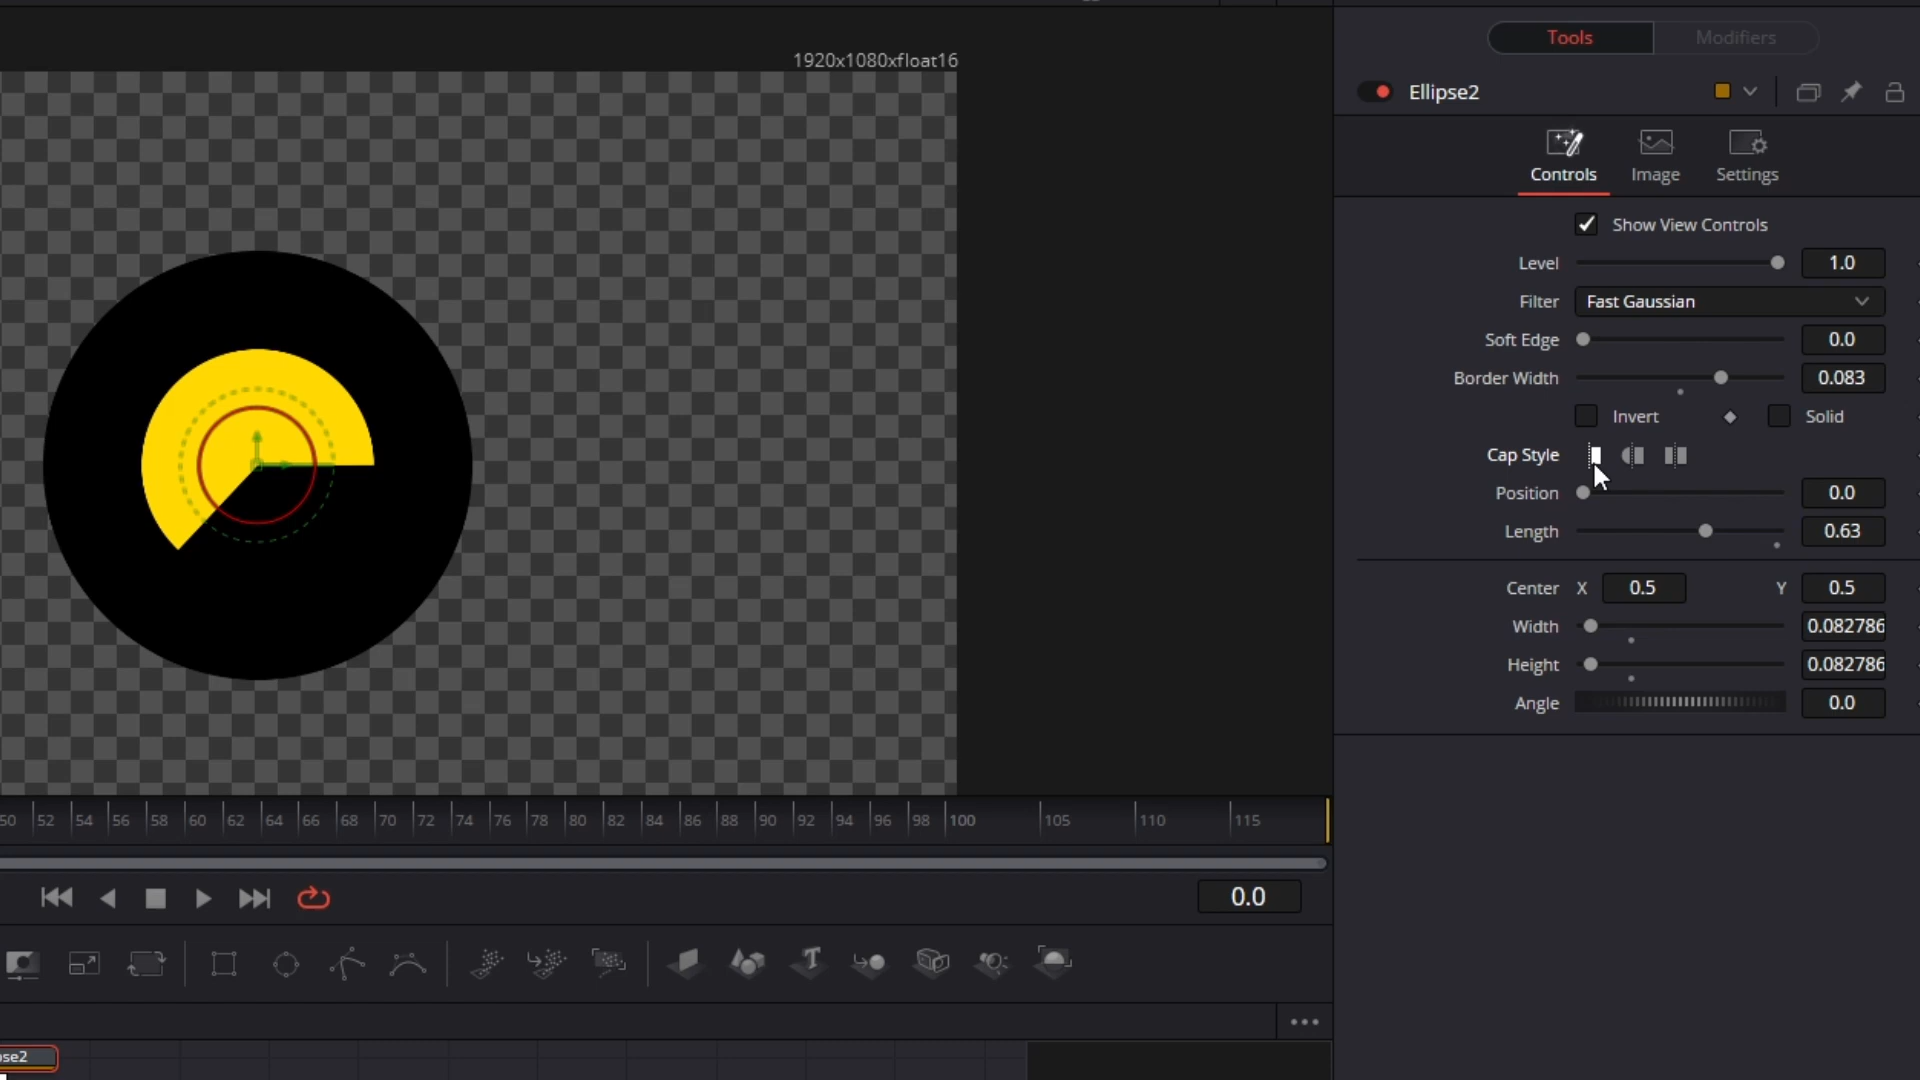 1920x1080xfloat16
Tools Modifiers
Ellipse2
Controls Image Settings
Show View Controls
Level 1.0
Filter Fast Gaussian
Soft Edge 0.0
Border Width 0.083
Invert Solid
Cap Style
Position 0.0
Length 0.63
Center X 0.5 Y 0.5
Width 0.082786
Height 0.082786
Angle 0.0
50 52 54 56 58 60 62 64 66 68 70 72 74 76 78 80 82 84 86 88 90 92 94 96 98 100 105 110 115
0.0
pse2